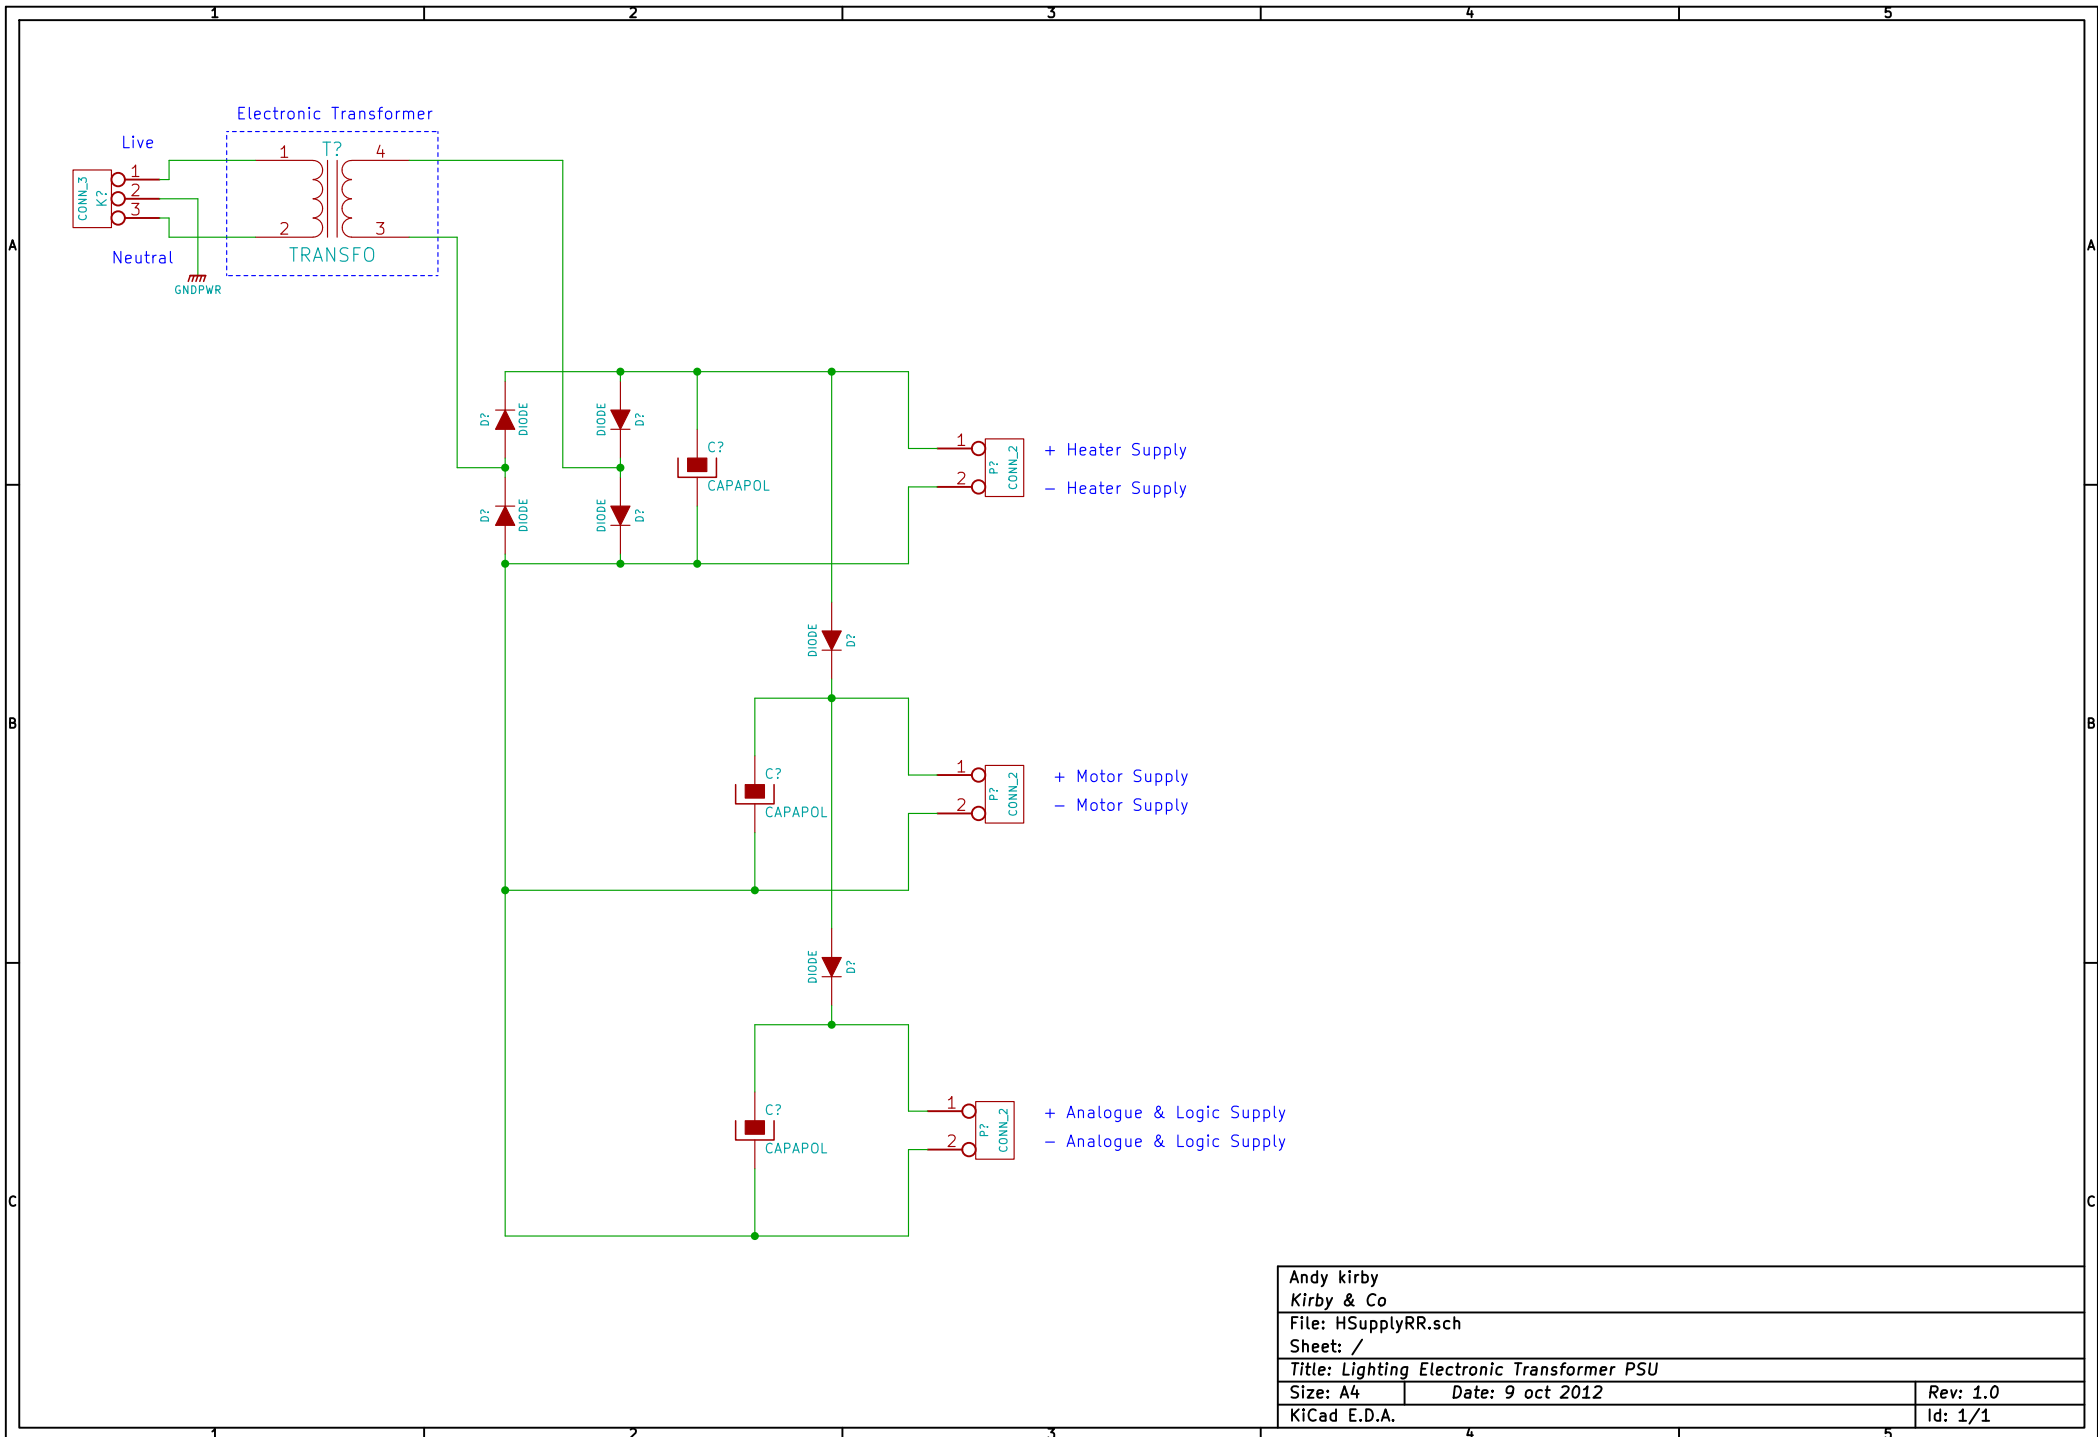 1 2 3 4 5
Electronic Transformer
Live
T?
1 4
CONN_3
K?
1
2
3
2 3
TRANSFO
Neutral
GNDPWR
A A
D?
DIODE
DIODE
D?
C?
CAPAPOL
1
2
P?
CONN_2
+ Heater Supply
- Heater Supply
D?
DIODE
DIODE
D?
DIODE
D?
B B
C?
CAPAPOL
1
2
P?
CONN_2
+ Motor Supply
- Motor Supply
DIODE
D?
C?
CAPAPOL
1
2
P?
CONN_2
+ Analogue & Logic Supply
- Analogue & Logic Supply
C C
Andy kirby
Kirby & Co
File: HSupplyRR.sch
Sheet: /
Title: Lighting Electronic Transformer PSU
Size: A4 Date: 9 oct 2012 Rev: 1.0
KiCad E.D.A. Id: 1/1
1 2 3 4 5